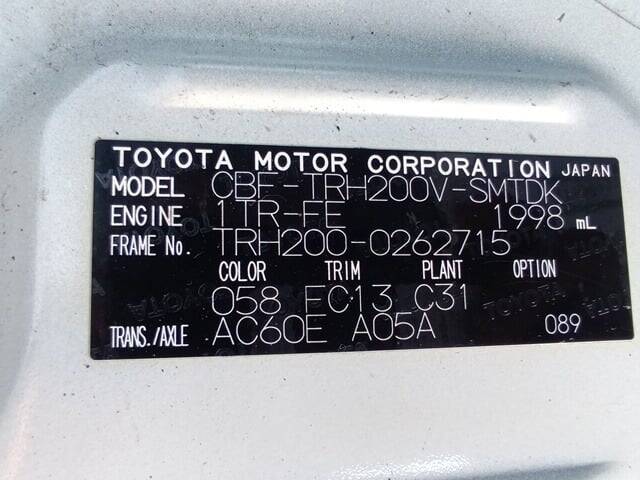 TOYOTA MOTOR CORPORATION JAPAN
MODEL CBF-TRH200V-SMTDK
ENGINE 1TR-FE 1998 mL
FRAME No. TRH200-0262715
COLOR TRIM PLANT OPTION
058 FC13 C31
TRANS./AXLE AC60E A05A 089